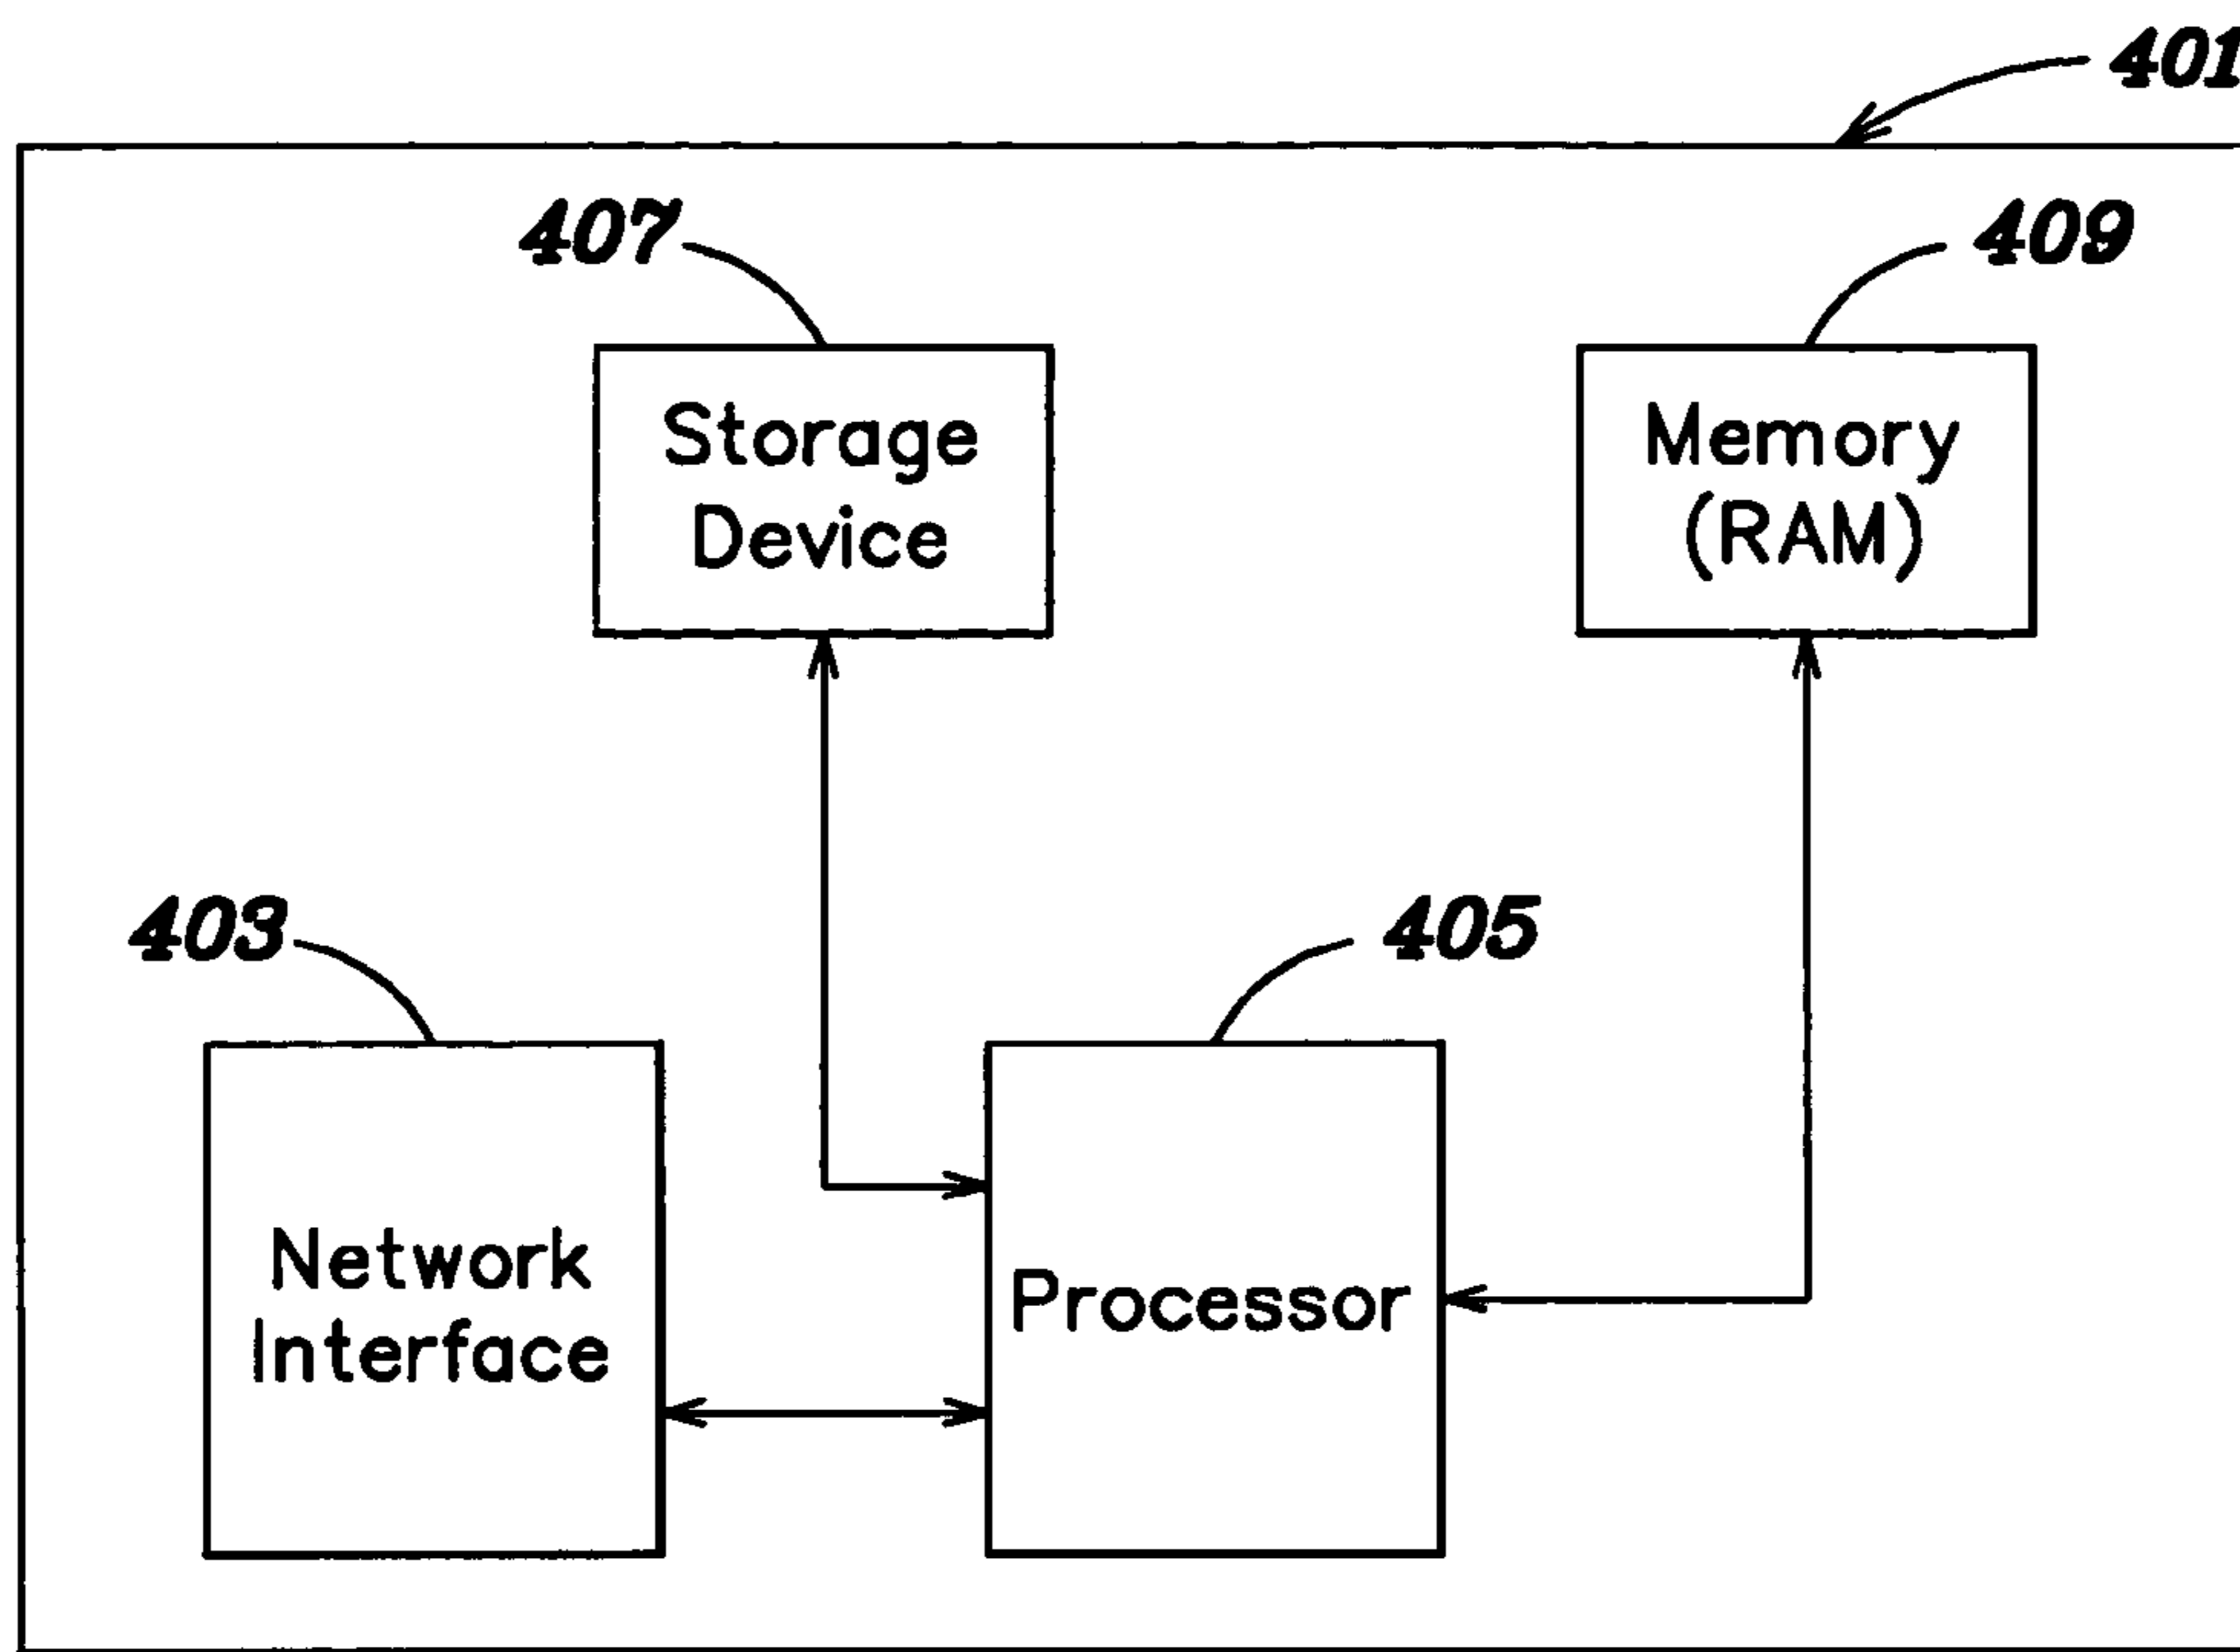 401
407
409
Storage
Device
Memory
(RAM)
403
405
Network
Interface
Processor